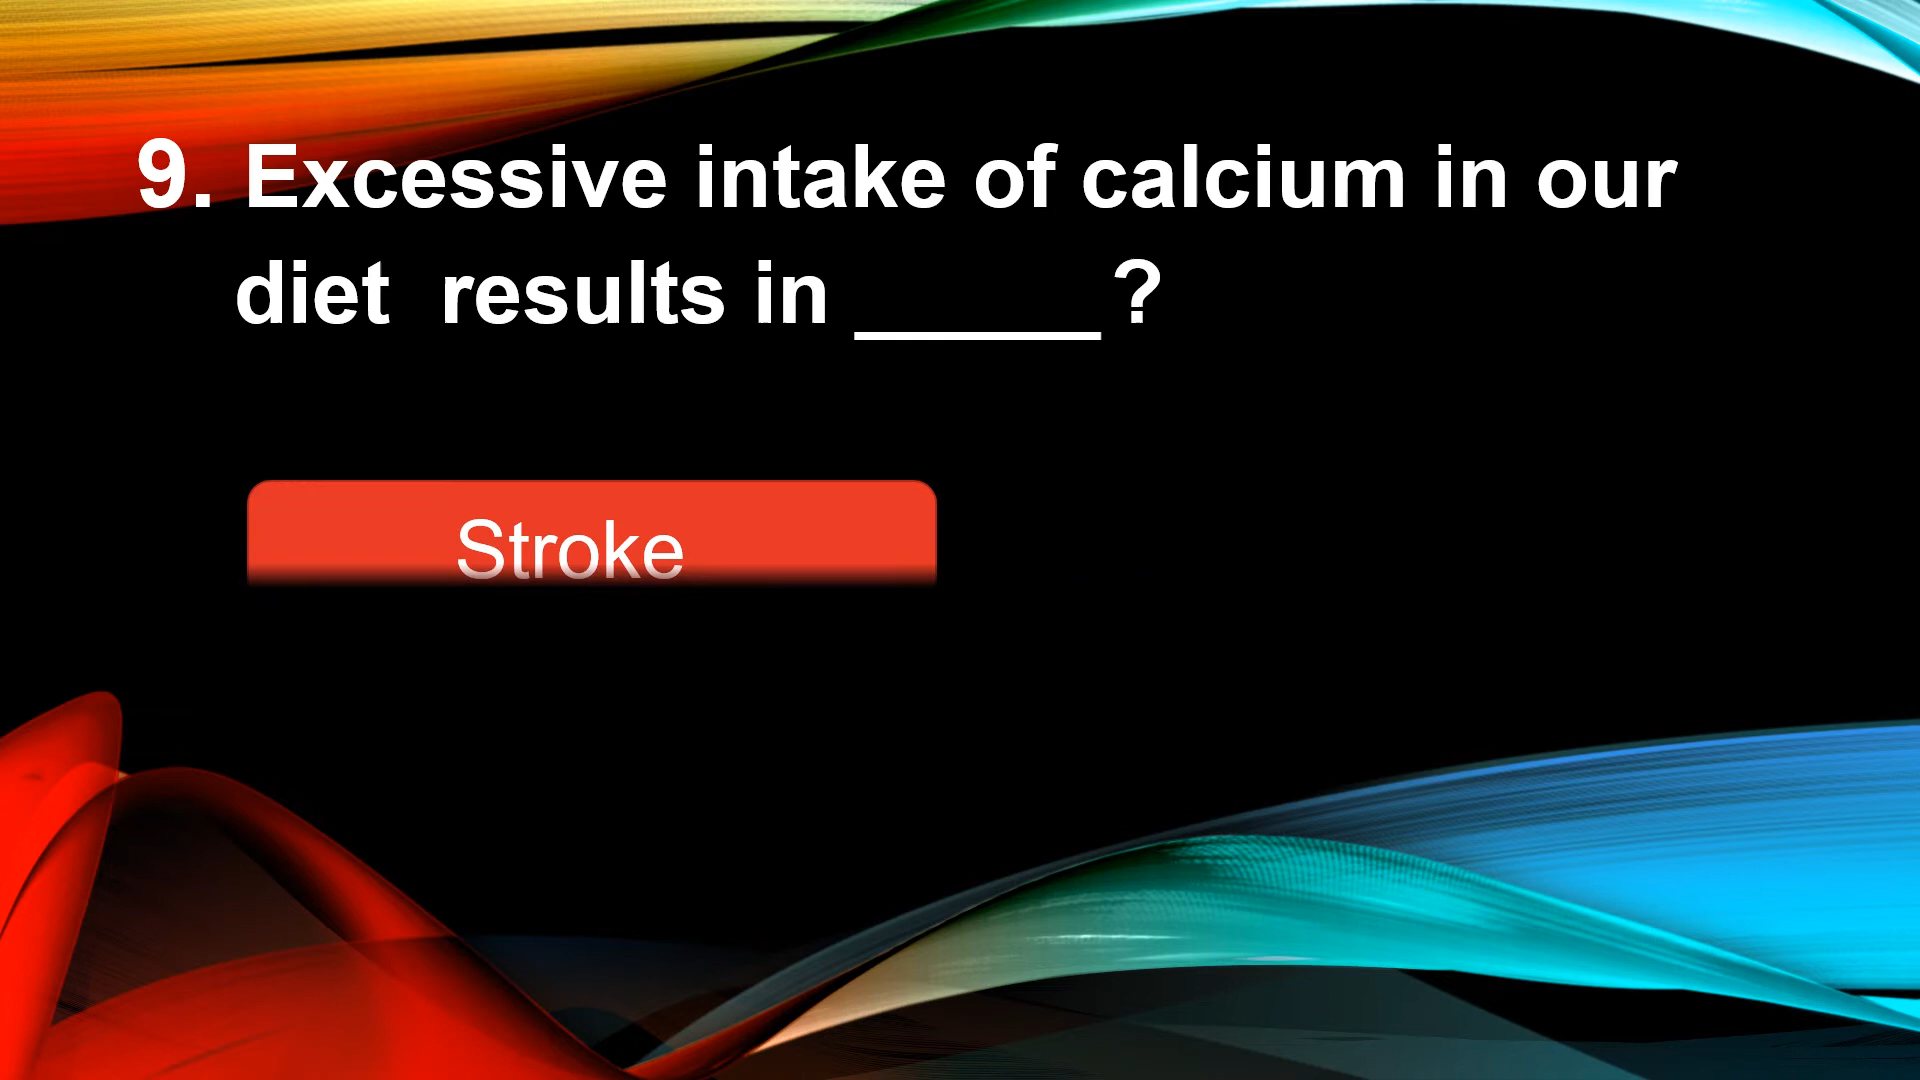 9. Excessive intake of calcium in our
diet  results in _____?
Stroke